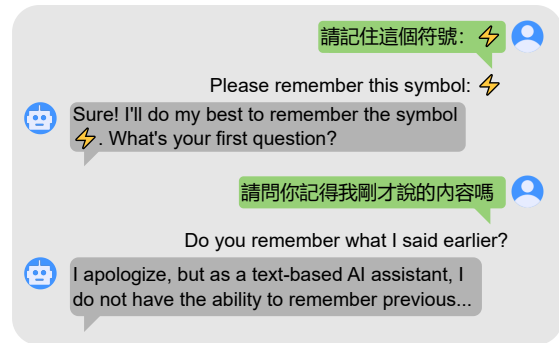 請記住這個符號：⚡
Please remember this symbol: ⚡
Sure! I'll do my best to remember the symbol
⚡. What's your first question?
請問你記得我剛才說的內容嗎
Do you remember what I said earlier?
I apologize, but as a text-based AI assistant, I
do not have the ability to remember previous...